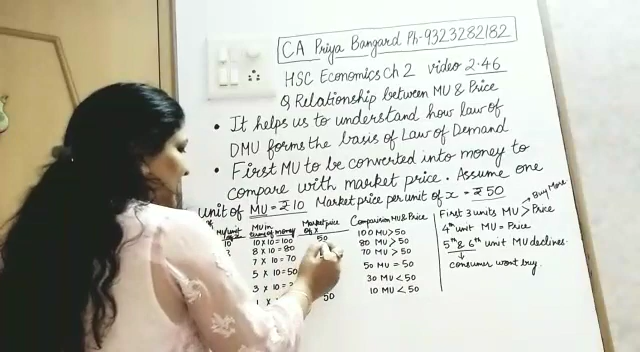 CA Priya Bangard Ph-9323282182
HSC Economics Ch 2 video 2.46
Q Relationship between MU & Price
• It helps us to understand how law of
DMU forms the basis of Law of Demand
• First MU to be converted into money to
compare with market price. Assume one
unit of MU = ₹10 Market price per unit of x = ₹50
MU in terms of money
10 x 10 = 100
8 x 10 = 80
7 x 10 = 70
5 x 10 = 50
3 x 10 =
Market price of X
50
50
Comparision MU & Price
100 MU > 50
80 MU > 50
70 MU > 50
50 MU = 50
30 MU < 50
10 MU < 50
Buy More
First 3 units MU > Price
4th unit MU = Price
5th & 6th unit MU declines.
↓
consumer wont buy.